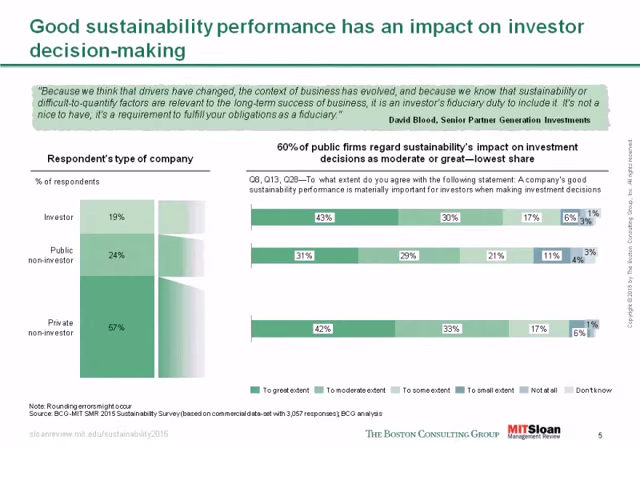 Good sustainability performance has an impact on investor
decision-making
"Because we think that drivers have changed, the context of business has evolved, and because we know that sustainability or
difficult-to-quantify factors are relevant to the long-term success of business, it is an investor's fiduciary duty to include it. It's not a
nice to have, it's a requirement to fulfill your obligations as a fiduciary."
David Blood, Senior Partner Generation Investments
Respondent's type of company
60% of public firms regard sustainability's impact on investment
decisions as moderate or great—lowest share
% of respondents
Q8, Q13, Q28—To what extent do you agree with the following statement: A company's good
sustainability performance is materially important for investors when making investment decisions
Investor
19%
43% 30% 17% 6% 3% 1%
Public
non-investor
24%
31% 29% 21% 11% 4% 3%
Private
non-investor
57%
42% 33% 17% 6% 1%
To great extent To moderate extent To some extent To small extent Not at all Don't know
Note: Rounding errors might occur
Source: BCG-MIT SMR 2015 Sustainability Survey (based on commercial data-set with 3,057 responses); BCG analysis
sloanreview.mit.edu/sustainability2016
THE BOSTON CONSULTING GROUP
MITSloan
Management Review
5
Copyright © 2016 by The Boston Consulting Group, Inc. All rights reserved.